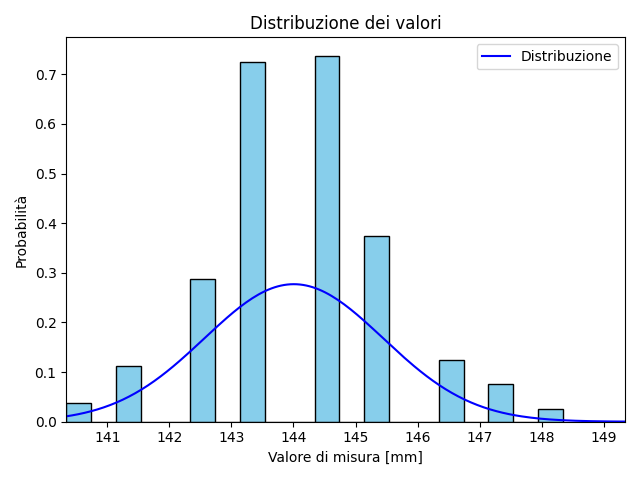 Distribuzione dei valori
Distribuzione
0.7
0.6
0.5
0.4
0.3
0.2
0.1
0.0
Probabilità
141 142 143 144 145 146 147 148 149
Valore di misura [mm]